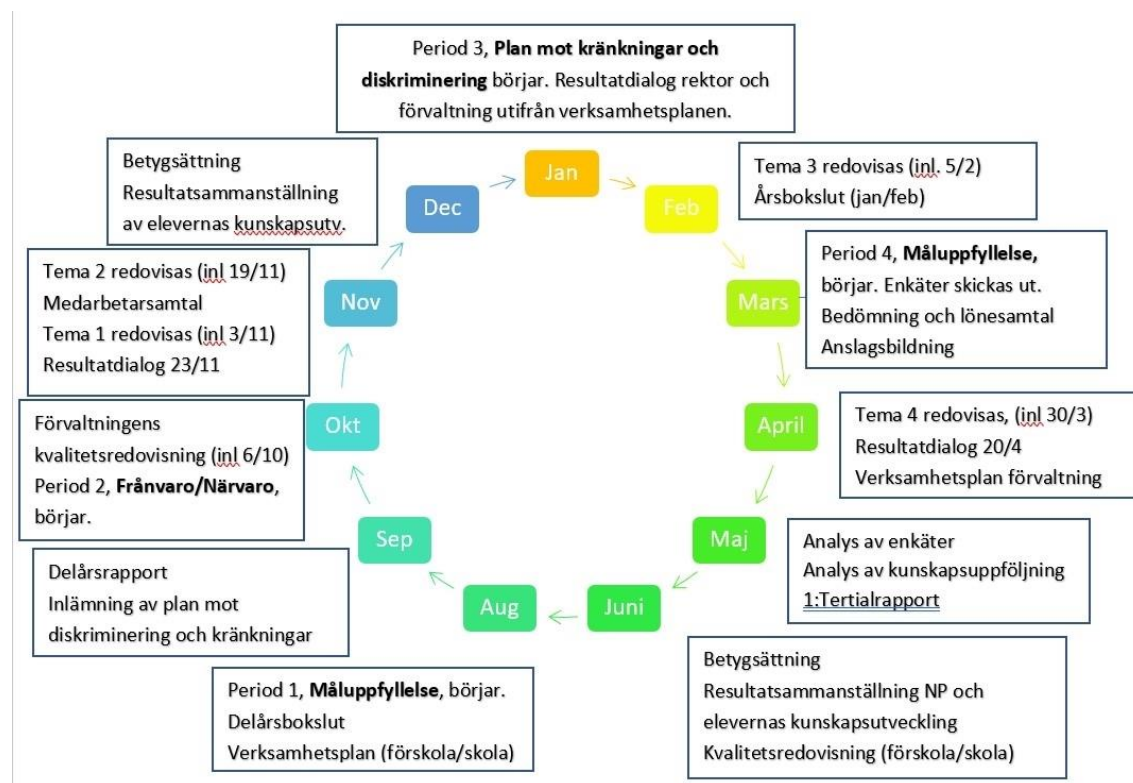 Period 3, Plan mot kränkningar och
diskriminering börjar. Resultatdialog rektor och
förvaltning utifrån verksamhetsplanen.
Jan
Tema 3 redovisas (inl. 5/2)
Årsbokslut (jan/feb)
Feb
Period 4, Måluppfyllelse,
börjar. Enkäter skickas ut.
Bedömning och lönesamtal
Anslagsbildning
Mars
Tema 4 redovisas, (inl 30/3)
Resultatdialog 20/4
Verksamhetsplan förvaltning
April
Analys av enkäter
Analys av kunskapsuppföljning
1:Tertialrapport
Maj
Betygsättning
Resultatsammanställning NP och
elevernas kunskapsutveckling
Kvalitetsredovisning (förskola/skola)
Juni
Period 1, Måluppfyllelse, börjar.
Delårsbokslut
Verksamhetsplan (förskola/skola)
Aug
Delårsrapport
Inlämning av plan mot
diskriminering och kränkningar
Sep
Förvaltningens
kvalitetsredovisning (inl 6/10)
Period 2, Frånvaro/Närvaro,
börjar.
Okt
Tema 2 redovisas (inl 19/11)
Medarbetarsamtal
Tema 1 redovisas (inl 3/11)
Resultatdialog 23/11
Nov
Betygsättning
Resultatsammanställning
av elevernas kunskapsutv.
Dec